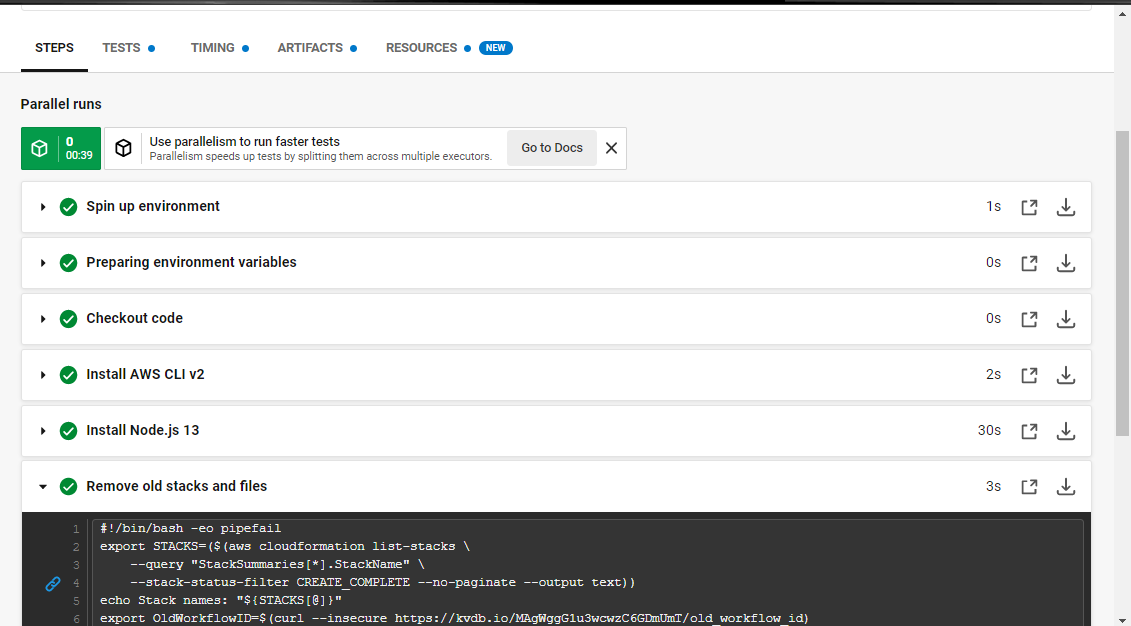 STEPS TESTS TIMING ARTIFACTS RESOURCES NEW
Parallel runs
0
00:39
Use parallelism to run faster tests
Parallelism speeds up tests by splitting them across multiple executors.
Go to Docs
Spin up environment 1s
Preparing environment variables 0s
Checkout code 0s
Install AWS CLI v2 2s
Install Node.js 13 30s
Remove old stacks and files 3s
1 #!/bin/bash -eo pipefail
2 export STACKS=($(aws cloudformation list-stacks \
3 --query "StackSummaries[*].StackName" \
4 --stack-status-filter CREATE_COMPLETE --no-paginate --output text))
5 echo Stack names: "${STACKS[@]}"
6 export OldWorkflowID=$(curl --insecure https://kvdb.io/MAgWggG1u3wcwzC6GDmUmT/old_workflow_id)